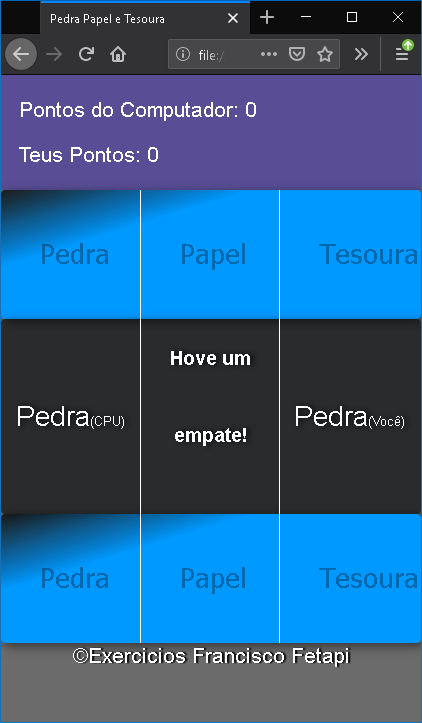 Pedra Papel e Tesoura
file:/
Pontos do Computador: 0
Teus Pontos: 0
Pedra Papel Tesoura
Hove um
Pedra(CPU) Pedra(Você)
empate!
Pedra Papel Tesoura
©Exercicios Francisco Fetapi